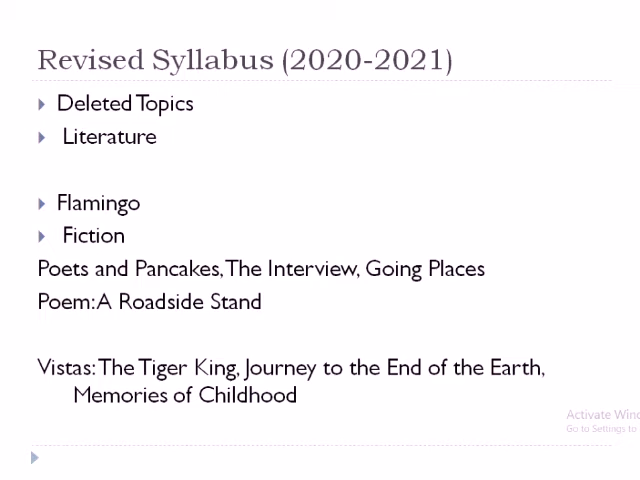 Revised Syllabus (2020-2021)
Deleted Topics
Literature
Flamingo
Fiction
Poets and Pancakes, The Interview, Going Places
Poem: A Roadside Stand
Vistas: The Tiger King, Journey to the End of the Earth,
Memories of Childhood
Activate
Go to Settings to